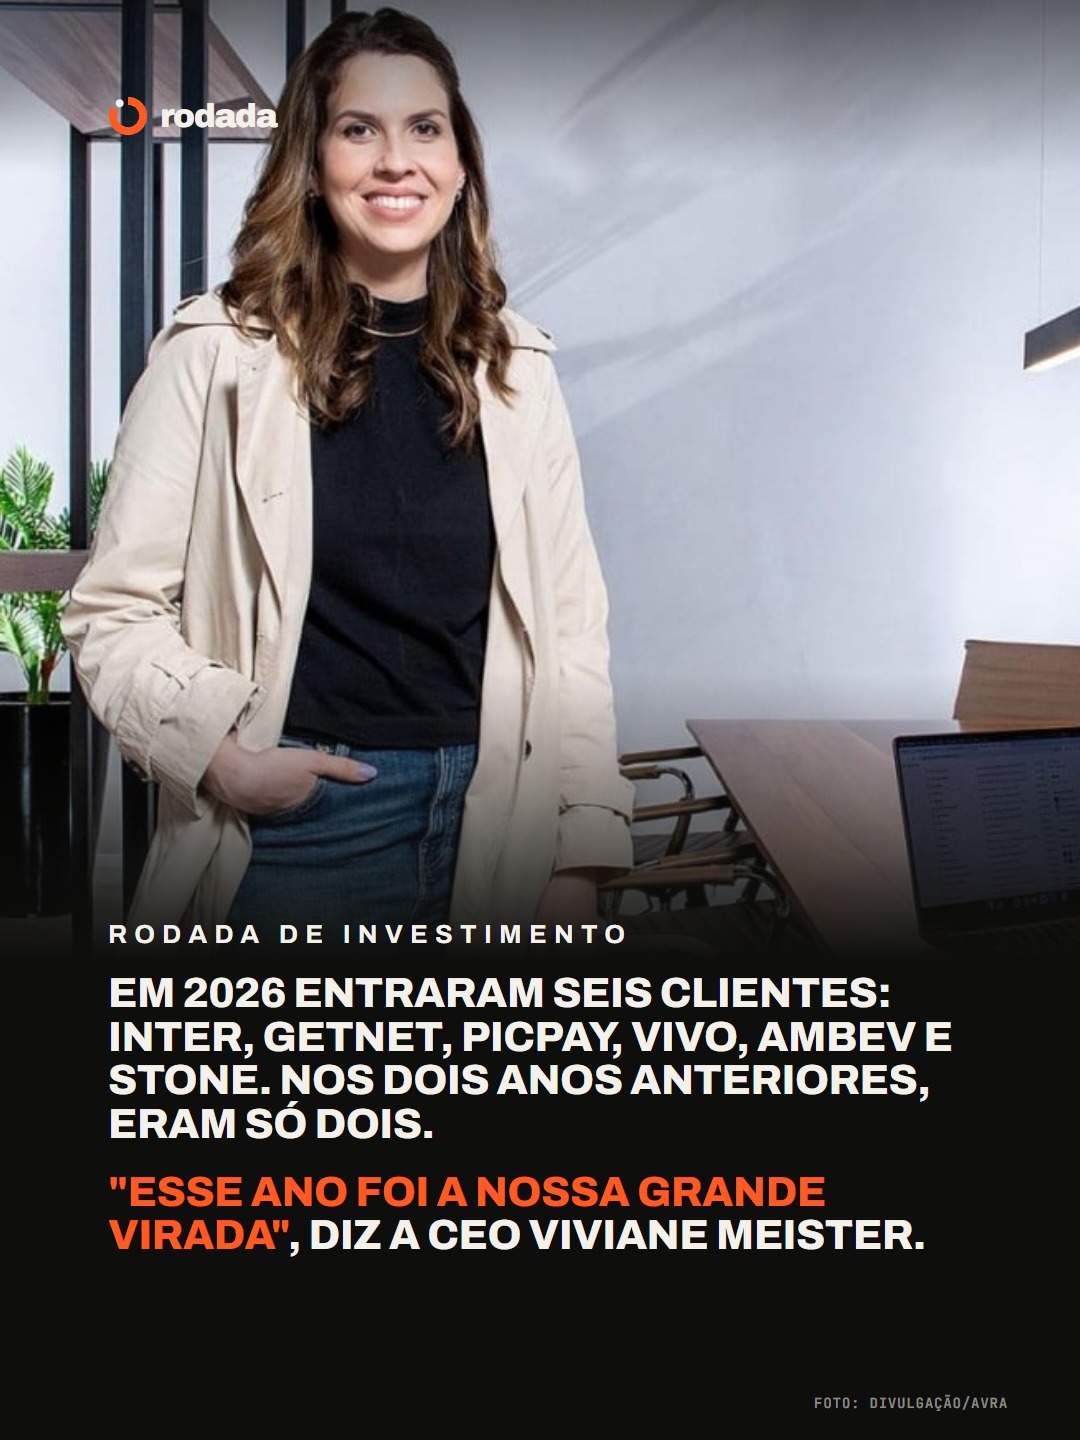 rodada
RODADA DE INVESTIMENTO
EM 2026 ENTRARAM SEIS CLIENTES:
INTER, GETNET, PICPAY, VIVO, AMBEV E
STONE. NOS DOIS ANOS ANTERIORES,
ERAM SÓ DOIS.
"ESSE ANO FOI A NOSSA GRANDE
VIRADA", DIZ A CEO VIVIANE MEISTER.
FOTO: DIVULGAÇÃO/AVRA